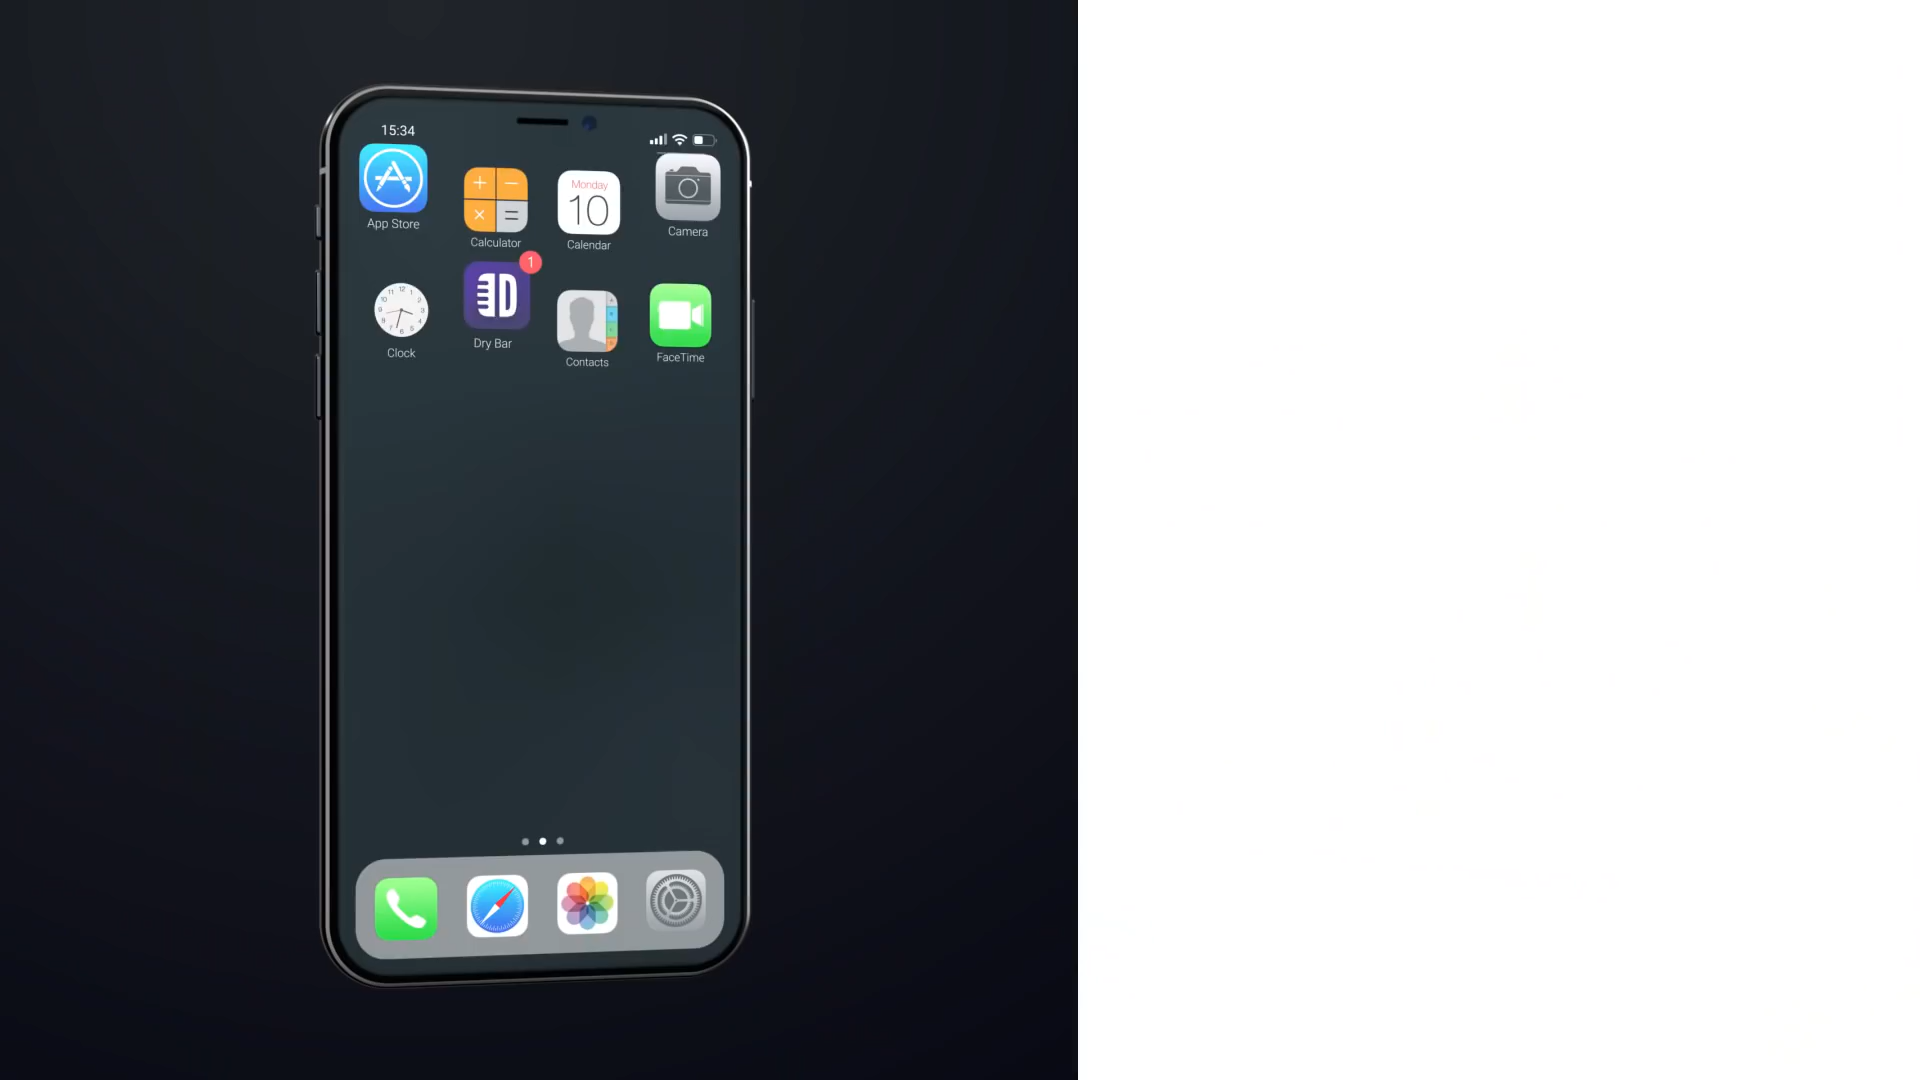 15:34
App Store
Calculator
Monday
10
Calendar
Camera
Clock
1
Dry Bar
Contacts
FaceTime